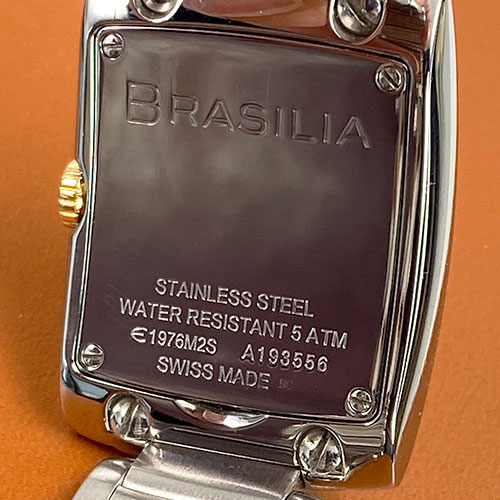 BRASILIA
STAINLESS STEEL
WATER RESISTANT 5 ATM
€1976M2S A193556
SWISS MADE